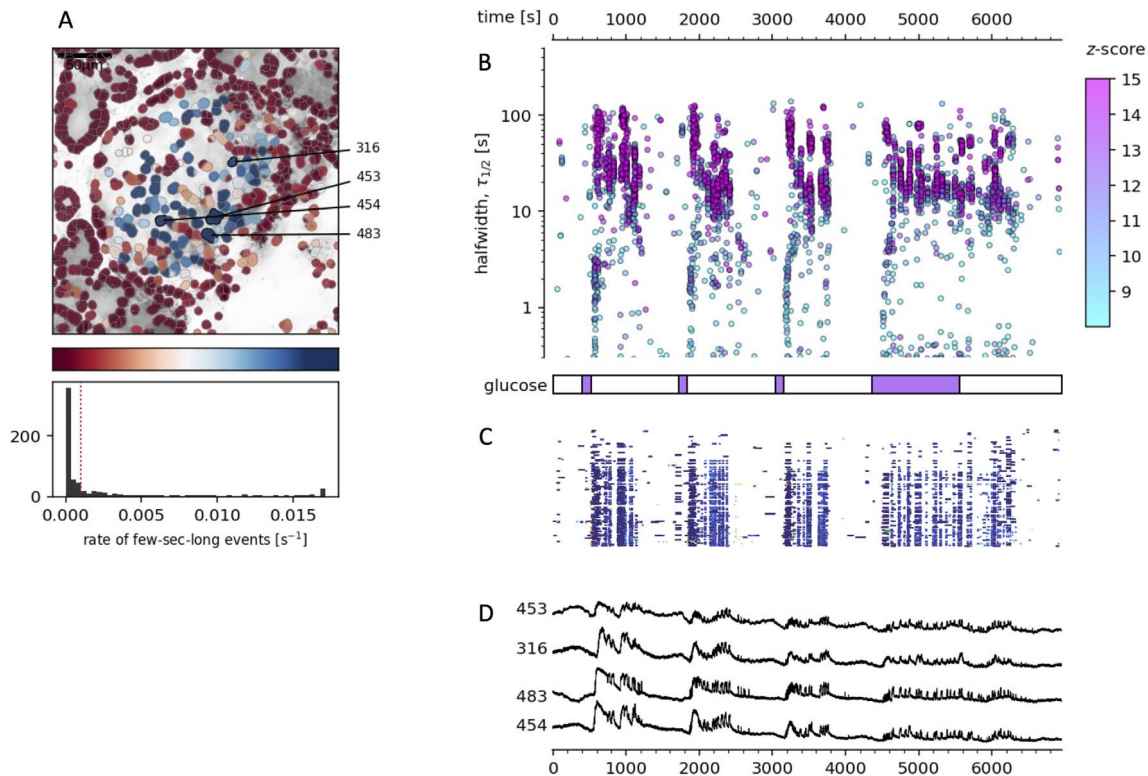 A
50μm
316
453
454
483
200
0
0.000 0.005 0.010 0.015
rate of few-sec-long events [s⁻¹]
time [s] 0 1000 2000 3000 4000 5000 6000
B
halfwidth, τ1/2 [s]
100
10
1
z-score
15
14
13
12
11
10
9
glucose
C
D
453
316
483
454
0 1000 2000 3000 4000 5000 6000